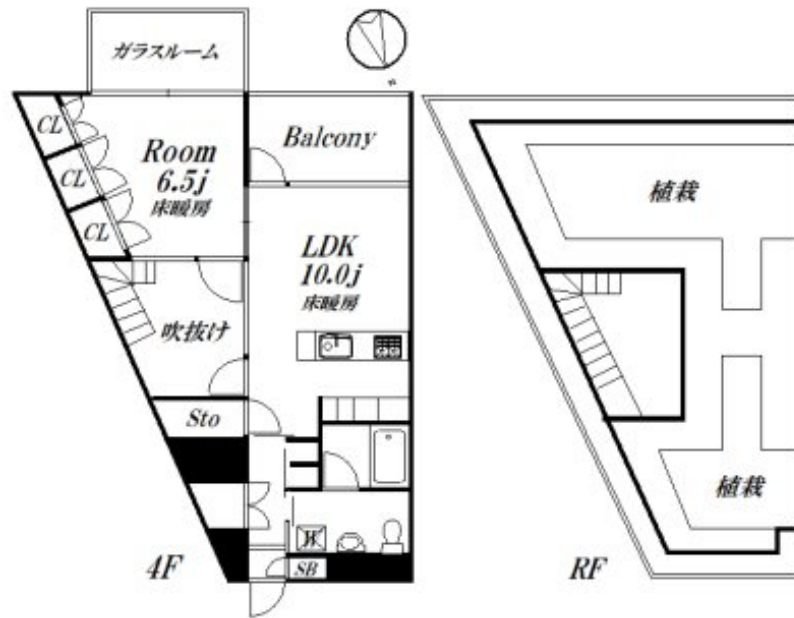 ガラスルーム
N
CL
CL
CL
Room
6.5j
床暖房
Balcony
LDK
10.0j
床暖房
吹抜け
Sto
W
SB
4F
植栽
植栽
RF